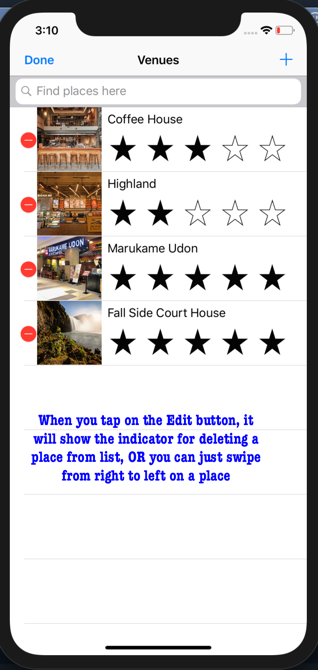 3:10
Done
Venues
Find places here
Coffee House
Highland
MARUKAME UDON
Marukame Udon
Fall Side Court House
When you tap on the Edit button, it
will show the indicator for deleting a
place from list, OR you can just swipe
from right to left on a place